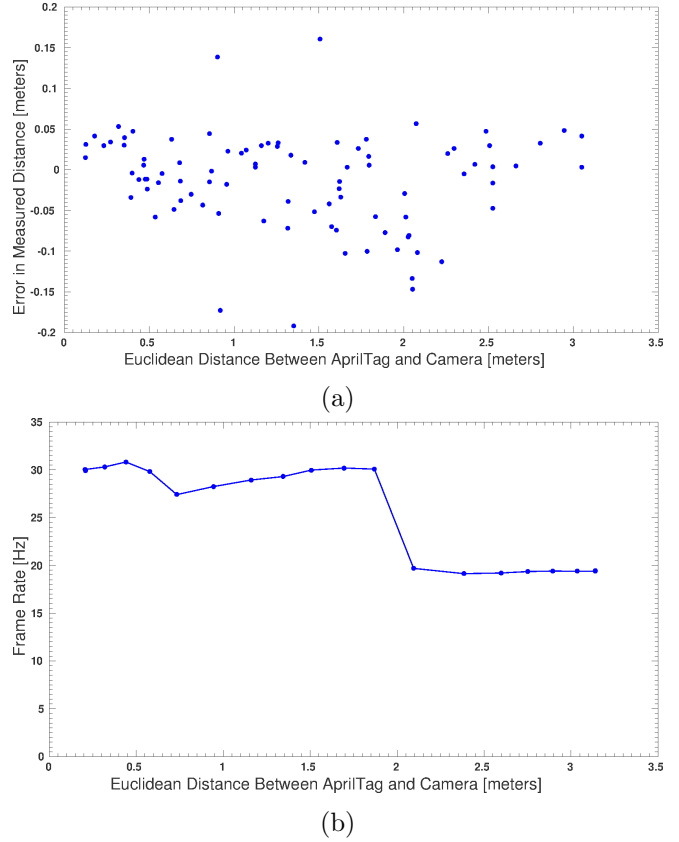 0.2
0.15
0.1
0.05
0
-0.05
-0.1
-0.15
-0.2
Error in Measured Distance [meters]
0 0.5 1 1.5 2 2.5 3 3.5
Euclidean Distance Between AprilTag and Camera [meters]
(a)
35
30
25
20
15
10
5
0
Frame Rate [Hz]
0 0.5 1 1.5 2 2.5 3 3.5
Euclidean Distance Between AprilTag and Camera [meters]
(b)